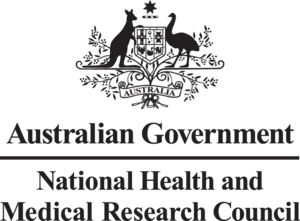 AUSTRALIA
Australian Government
National Health and
Medical Research Council